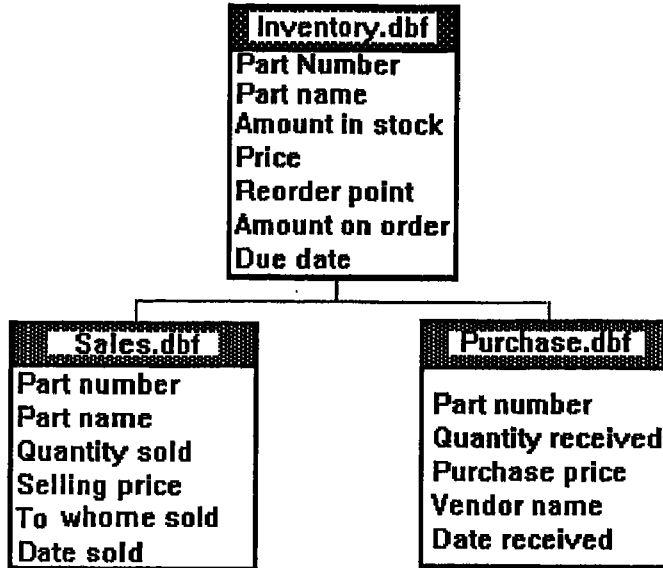 Inventory.dbf
Part Number
Part name
Amount in stock
Price
Reorder point
Amount on order
Due date
Sales.dbf
Part number
Part name
Quantity sold
Selling price
To whome sold
Date sold
Purchase.dbf
Part number
Quantity received
Purchase price
Vendor name
Date received